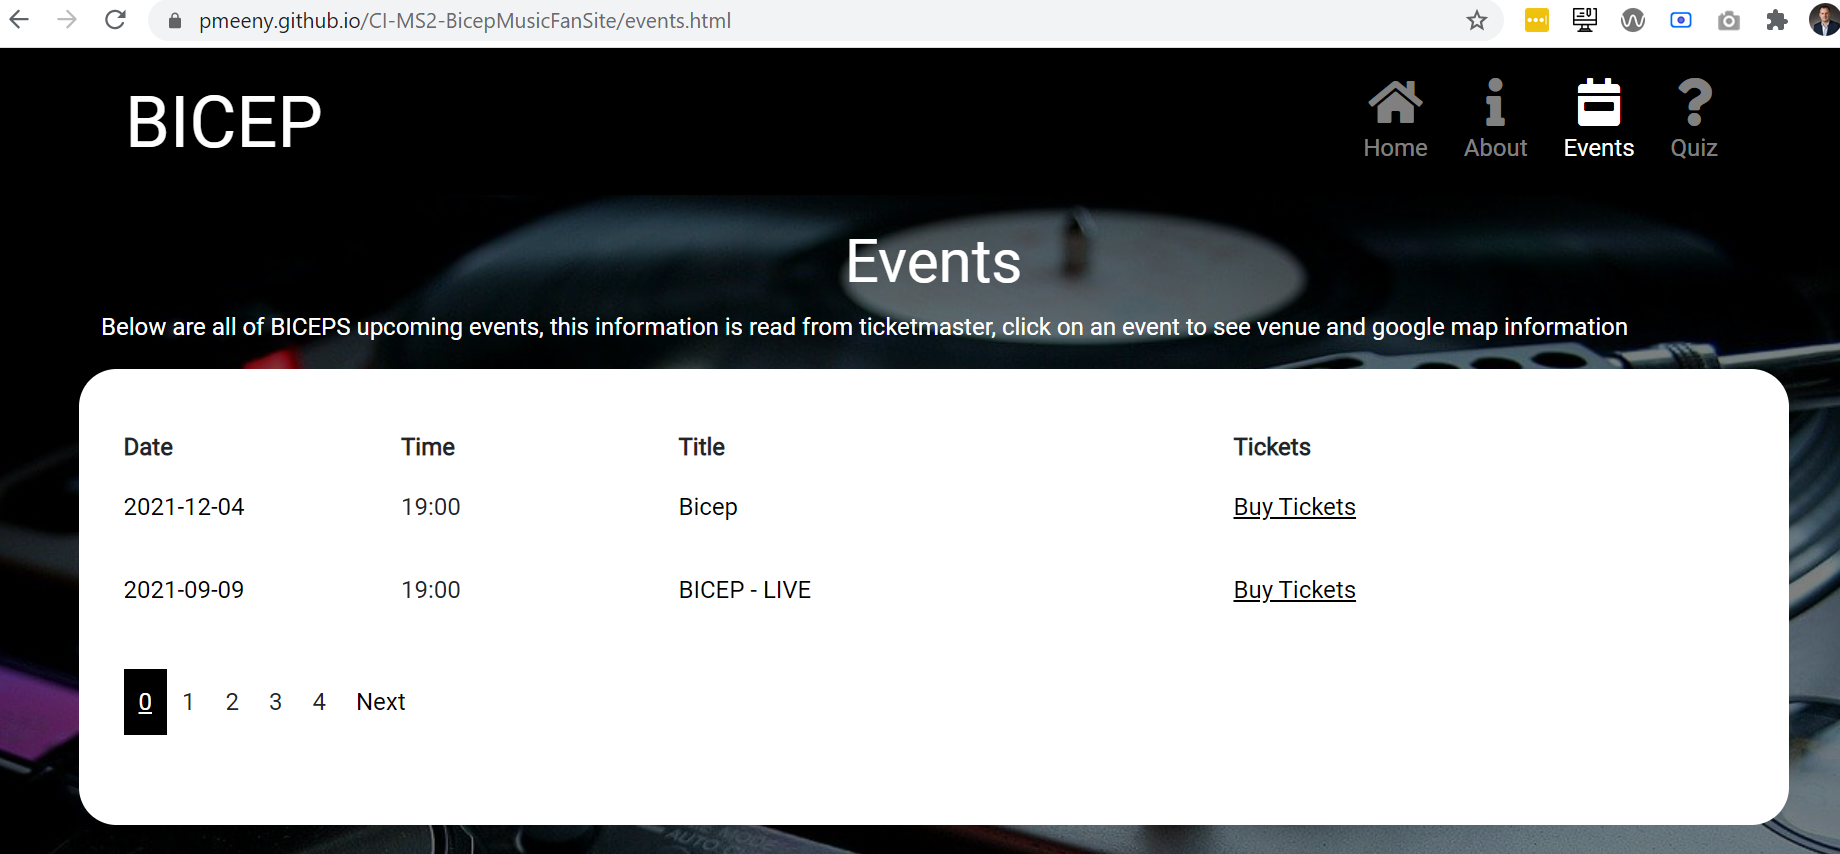 pmeeny.github.io/CI-MS2-BicepMusicFanSite/events.html
BICEP
Home About Events Quiz
Events
Below are all of BICEPS upcoming events, this information is read from ticketmaster, click on an event to see venue and google map information
Date Time Title Tickets
2021-12-04 19:00 Bicep Buy Tickets
2021-09-09 19:00 BICEP - LIVE Buy Tickets
0 1 2 3 4 Next